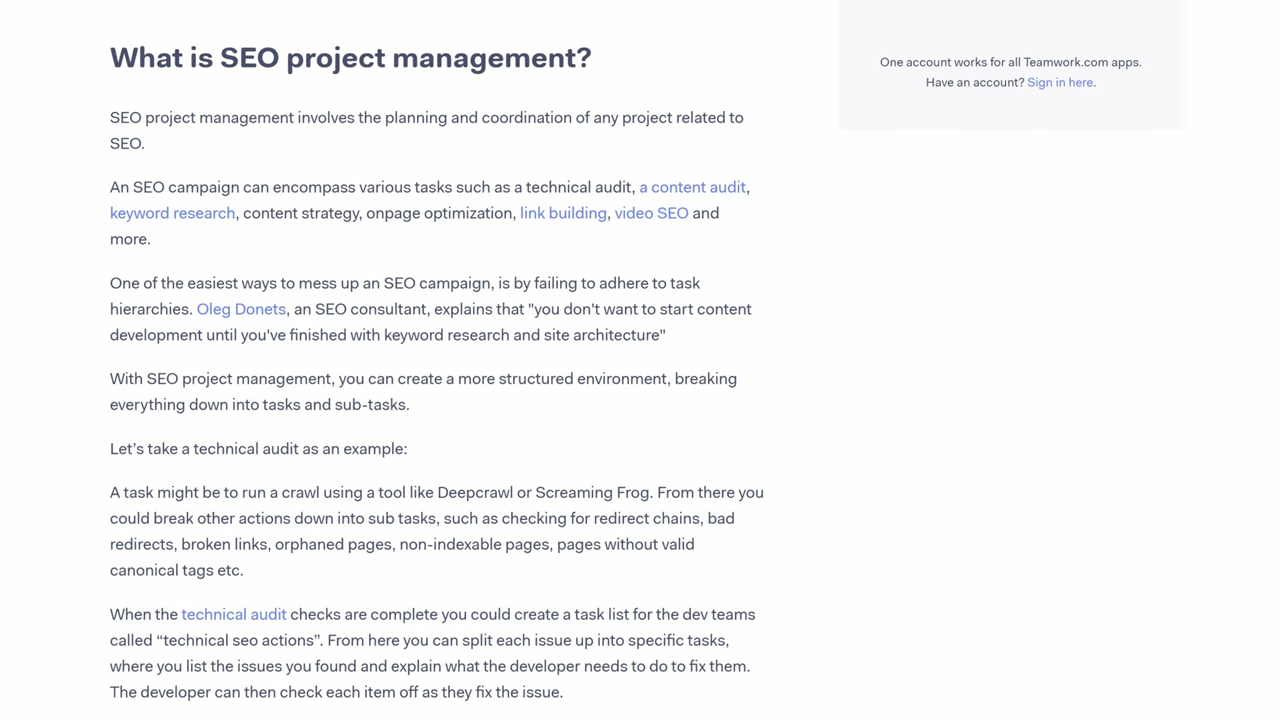 What is SEO project management?
SEO project management involves the planning and coordination of any project related to
SEO.
An SEO campaign can encompass various tasks such as a technical audit, a content audit,
keyword research, content strategy, onpage optimization, link building, video SEO and
more.
One of the easiest ways to mess up an SEO campaign, is by failing to adhere to task
hierarchies. Oleg Donets, an SEO consultant, explains that "you don't want to start content
development until you've finished with keyword research and site architecture"
With SEO project management, you can create a more structured environment, breaking
everything down into tasks and sub-tasks.
Let’s take a technical audit as an example:
A task might be to run a crawl using a tool like Deepcrawl or Screaming Frog. From there you
could break other actions down into sub tasks, such as checking for redirect chains, bad
redirects, broken links, orphaned pages, non-indexable pages, pages without valid
canonical tags etc.
When the technical audit checks are complete you could create a task list for the dev teams
called “technical seo actions”. From here you can split each issue up into specific tasks,
where you list the issues you found and explain what the developer needs to do to fix them.
The developer can then check each item off as they fix the issue.
One account works for all Teamwork.com apps.
Have an account? Sign in here.